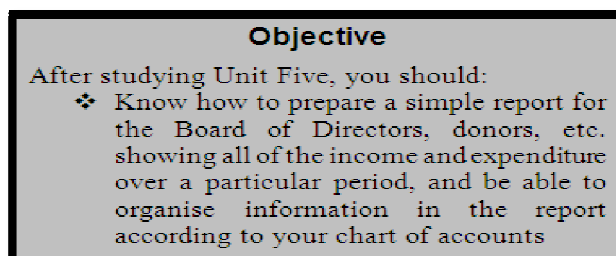 Objective
After studying Unit Five, you should:
❖ Know how to prepare a simple report for
the Board of Directors, donors, etc.
showing all of the income and expenditure
over a particular period, and be able to
organise information in the report
according to your chart of accounts